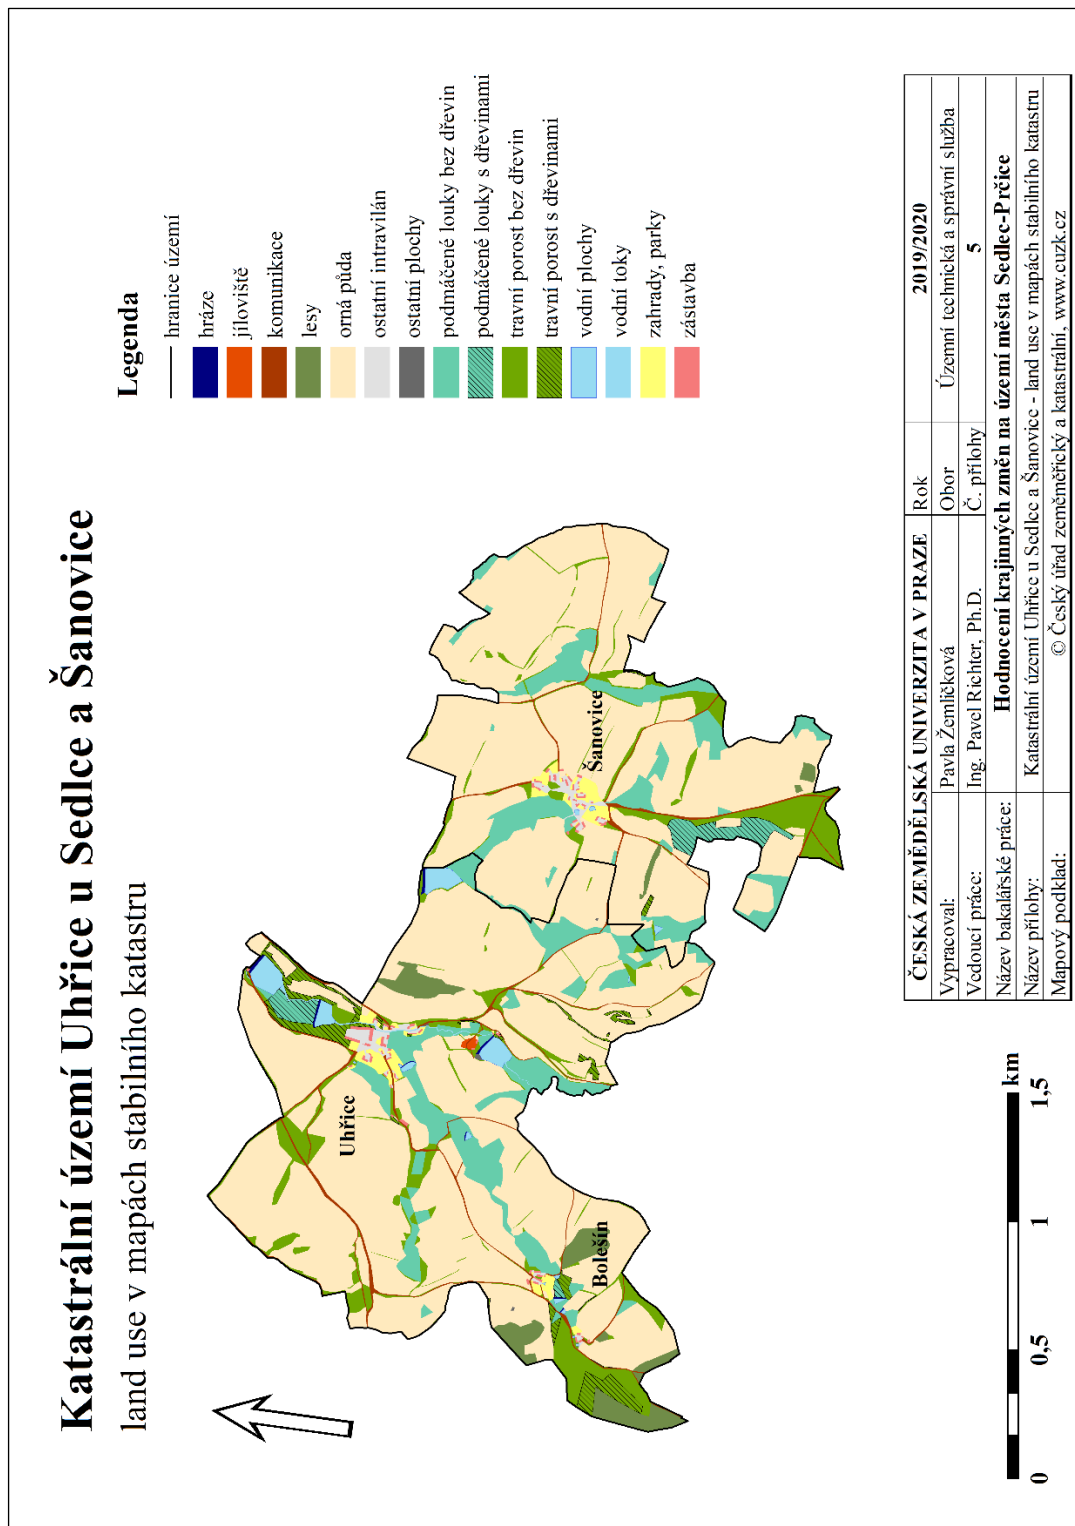 Katastrální území Uhřice u Sedlce a Šanovice
land use v mapách stabilního katastru
Legenda
hranice území
hráze
jíloviště
komunikace
lesy
orná půda
ostatní intravilán
ostatní plochy
podmáčené louky bez dřevin
podmáčené louky s dřevinami
travní porost bez dřevin
travní porost s dřevinami
vodní plochy
vodní toky
zahrady, parky
zástavba
Uhřice
Bolešín
Šanovice
0 0,5 1 1,5
km
ČESKÁ ZEMĚDĚLSKÁ UNIVERZITA V PRAZE Rok 2019/2020
Vypracoval: Pavla Žemličková Obor Územní technická a správní služba
Vedoucí práce: Ing. Pavel Richter, Ph.D. Č. přílohy 5
Název bakalářské práce: Hodnocení krajinných změn na území města Sedlec-Prčice
Název přílohy: Katastrální území Uhřice u Sedlce a Šanovice - land use v mapách stabilního katastru
Mapový podklad: © Český úřad zeměměřický a katastrální, www.cuzk.cz